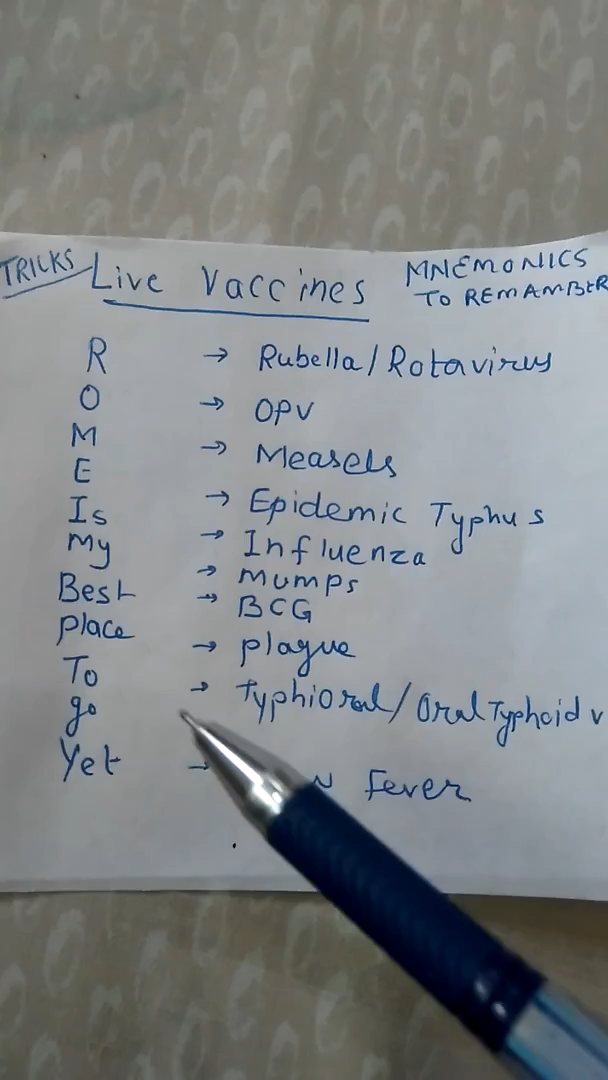 TRICKS Live Vaccines MNEMONICS
TO REMAMBER
R → Rubella/Rotavirus
O → OPV
M → Measels
E → Epidemic Typhus
Is → Influenza
My → mumps
Best → BCG
Place → plague
To → Typhioral/Oral Typhoid v
go
Yet → Fever